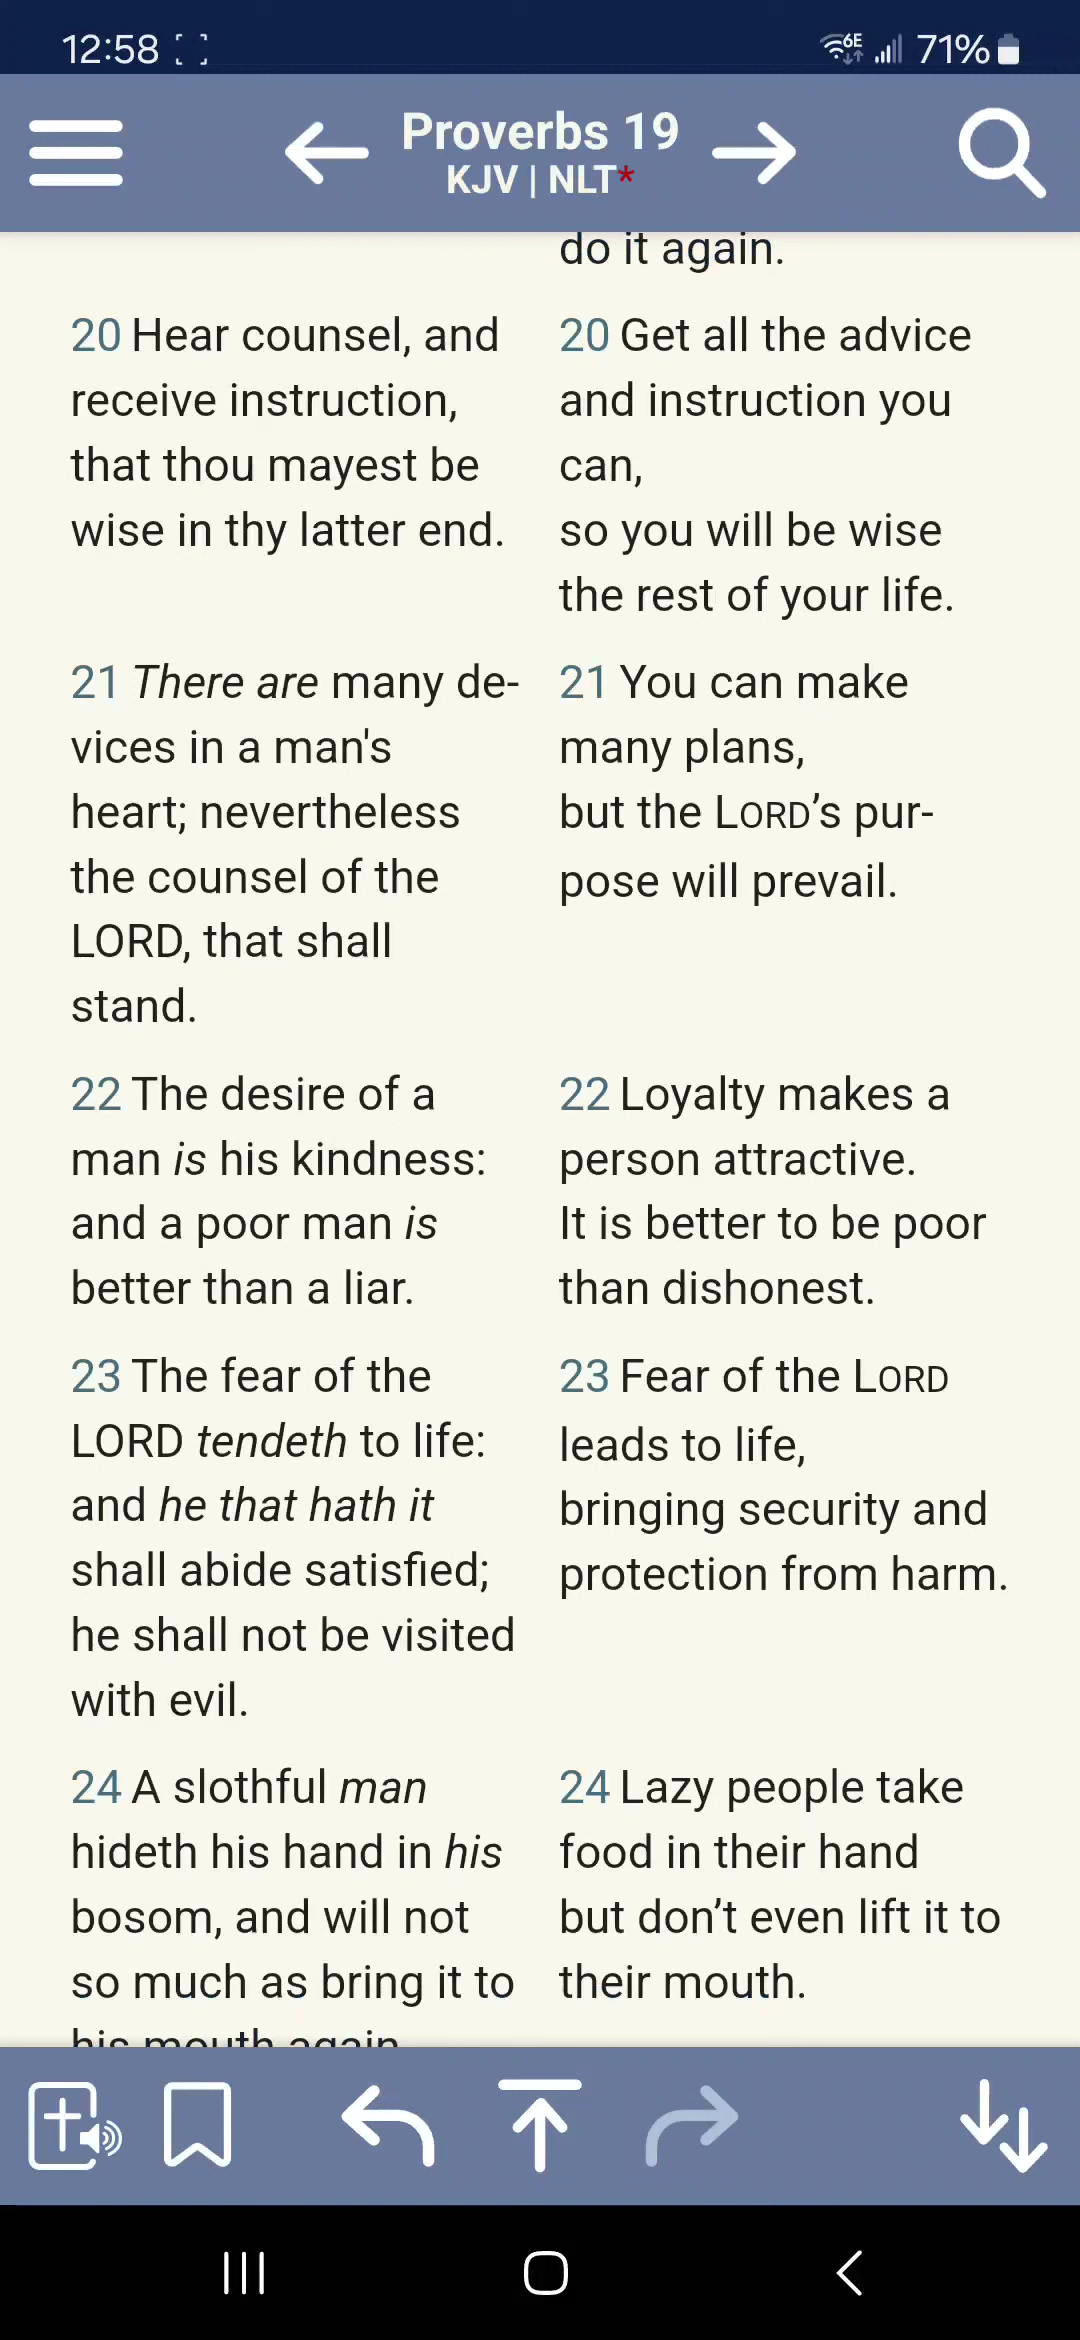 12:58
6E
71%
Proverbs 19
KJV | NLT*
do it again.
20 Hear counsel, and
receive instruction,
that thou mayest be
wise in thy latter end.
20 Get all the advice
and instruction you
can,
so you will be wise
the rest of your life.
21 There are many de-
vices in a man's
heart; nevertheless
the counsel of the
LORD, that shall
stand.
21 You can make
many plans,
but the LORD’s pur-
pose will prevail.
22 The desire of a
man is his kindness:
and a poor man is
better than a liar.
22 Loyalty makes a
person attractive.
It is better to be poor
than dishonest.
23 The fear of the
LORD tendeth to life:
and he that hath it
shall abide satisfied;
he shall not be visited
with evil.
23 Fear of the LORD
leads to life,
bringing security and
protection from harm.
24 A slothful man
hideth his hand in his
bosom, and will not
so much as bring it to
his mouth again
24 Lazy people take
food in their hand
but don’t even lift it to
their mouth.